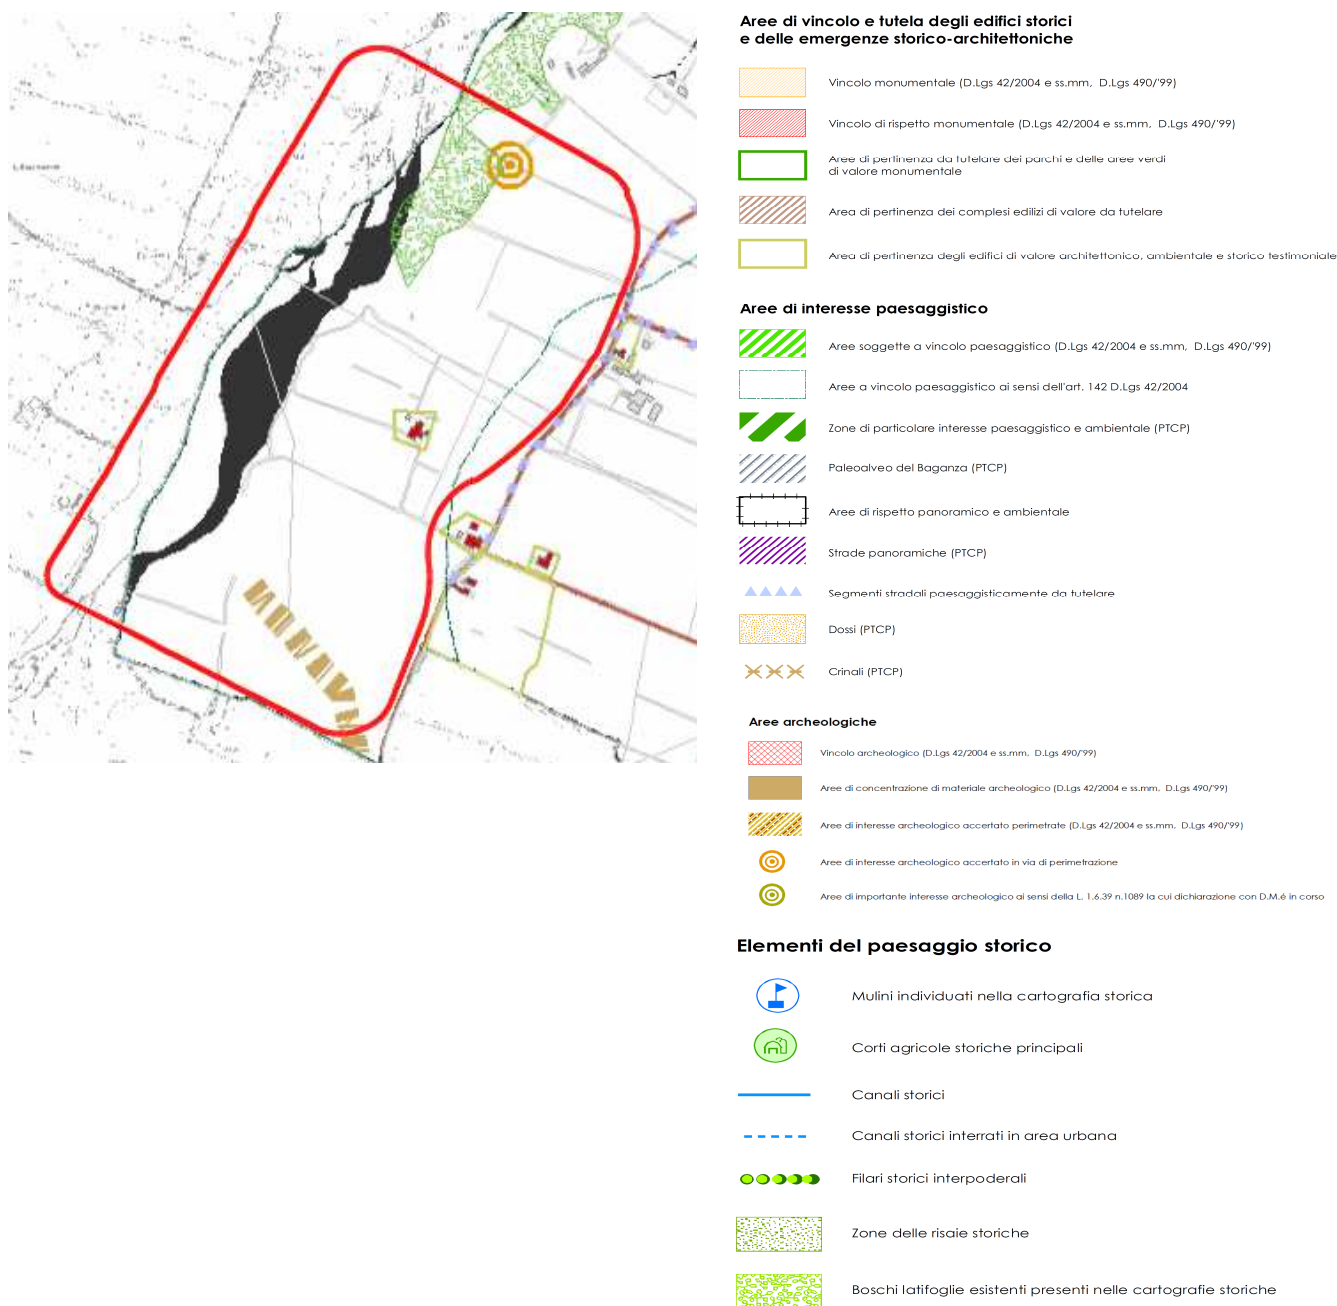 Aree di vincolo e tutela degli edifici storici
e delle emergenze storico-architettoniche
Vincolo monumentale (D.Lgs 42/2004 e ss.mm, D.Lgs 490/'99)
Vincolo di rispetto monumentale (D.Lgs 42/2004 e ss.mm, D.Lgs 490/'99)
Aree di pertinenza da tutelare dei parchi e delle aree verdi
di valore monumentale
Area di pertinenza dei complesi edilizi di valore da tutelare
Area di pertinenza degli edifici di valore architettonico, ambientale e storico testimoniale
Aree di interesse paesaggistico
Aree soggette a vincolo paesaggistico (D.Lgs 42/2004 e ss.mm, D.Lgs 490/'99)
Aree a vincolo paesaggistico ai sensi dell'art. 142 D.Lgs 42/2004
Zone di particolare interesse paesaggistico e ambientale (PTCP)
Paleoalveo del Baganza (PTCP)
Aree di rispetto panoramico e ambientale
Strade panoramiche (PTCP)
Segmenti stradali paesaggisticamente da tutelare
Dossi (PTCP)
Crinali (PTCP)
Aree archeologiche
Vincolo archeologico (D.Lgs 42/2004 e ss.mm, D.Lgs 490/'99)
Aree di concentrazione di materiale archeologico (D.Lgs 42/2004 e ss.mm, D.Lgs 490/'99)
Aree di interesse archeologico accertato perimetrate (D.Lgs 42/2004 e ss.mm, D.Lgs 490/'99)
Aree di interesse archeologico accertato in via di perimetrazione
Aree di importante interesse archeologico ai sensi della L. 1.6.39 n.1089 la cui dichiarazione con D.M.é in corso
Elementi del paesaggio storico
Mulini individuati nella cartografia storica
Corti agricole storiche principali
Canali storici
Canali storici interrati in area urbana
Filari storici interpoderali
Zone delle risaie storiche
Boschi latifoglie esistenti presenti nelle cartografie storiche